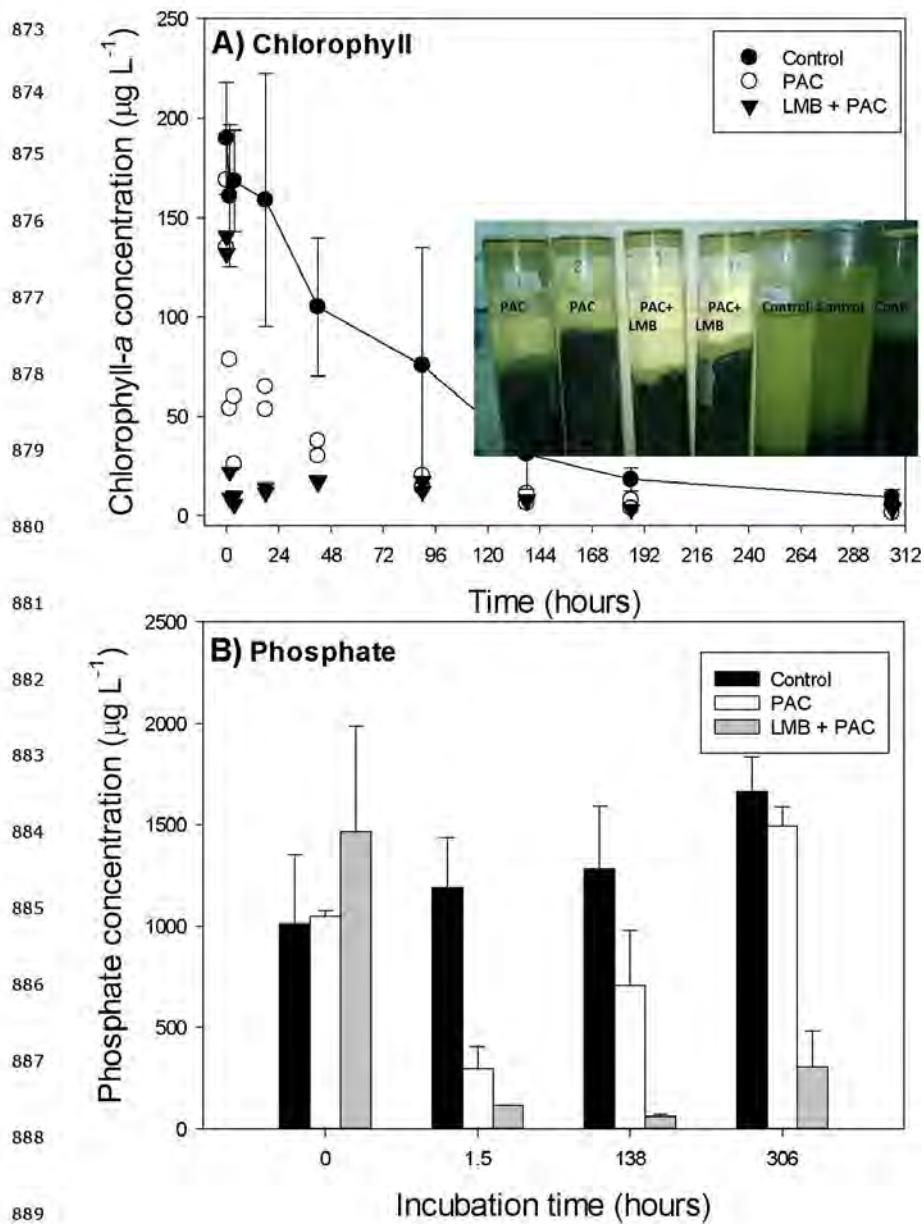 873
874
875
876
877
878
879
880
881
882
883
884
885
886
887
888
889
A) Chlorophyll
Chlorophyll-a concentration (µg L⁻¹)
250
200
150
100
50
0
Control
PAC
LMB + PAC
PAC
PAC
PAC+
LMB
PAC+
LMB
Control
Control
0 24 48 72 96 120 144 168 192 216 240 264 288 312
Time (hours)
B) Phosphate
Phosphate concentration (µg L⁻¹)
2500
2000
1500
1000
500
0
Control
PAC
LMB + PAC
0 1.5 138 306
Incubation time (hours)